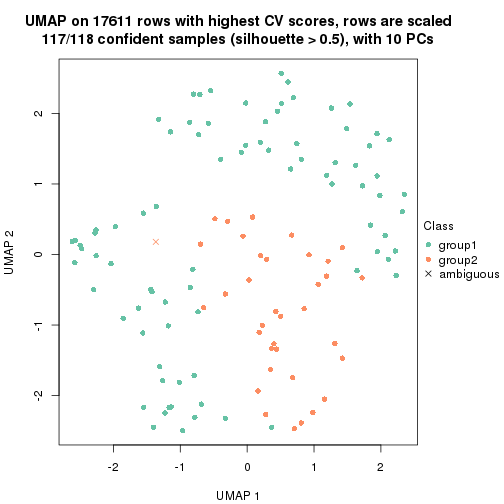 UMAP on 17611 rows with highest CV scores, rows are scaled
117/118 confident samples (silhouette > 0.5), with 10 PCs
2
1
0
-1
-2
UMAP 2
-2
-1
0
1
2
UMAP 1
Class
group1
group2
ambiguous